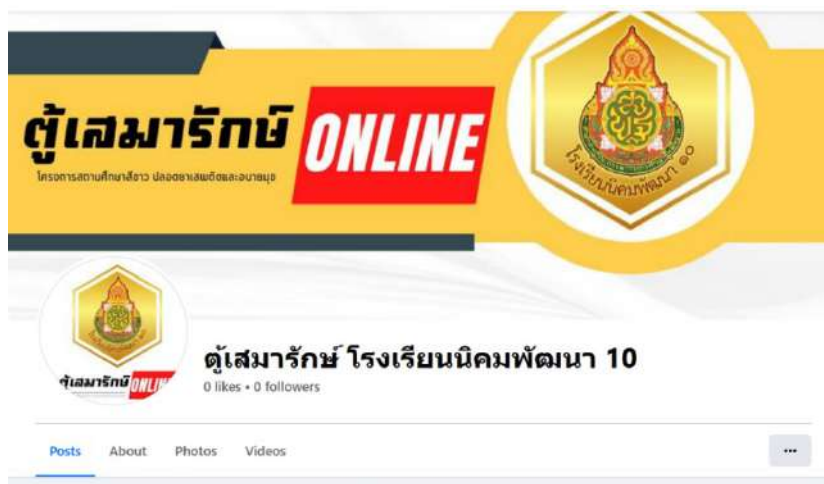 ตู้เสมารักษ์ ONLINE
โครงการสถานศึกษาสีขาว ปลอดยาเสพติดและอบายมุข
โรงเรียนนิคมพัฒนา ๑๐
ตู้เสมารักษ์ ONLINE
ตู้เสมารักษ์ โรงเรียนนิคมพัฒนา 10
0 likes • 0 followers
Posts About Photos Videos